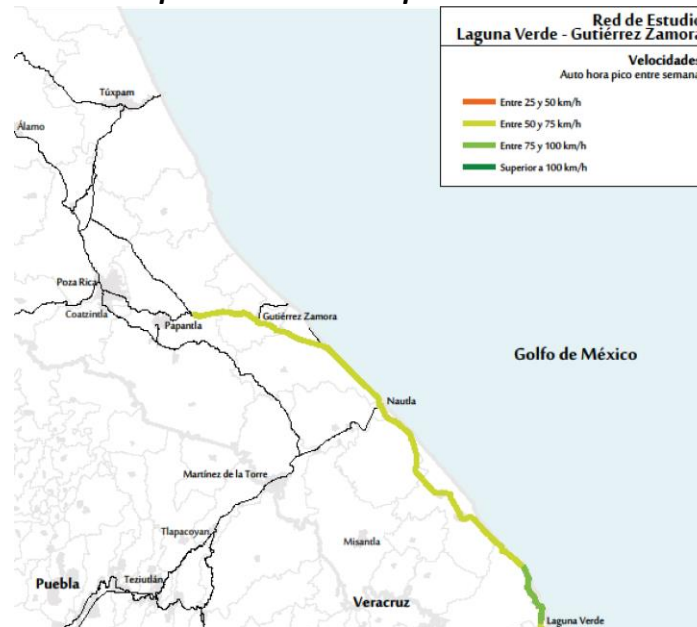 Red de Estudio
Laguna Verde - Gutiérrez Zamora
Velocidades
Auto hora pico entre semana
Entre 25 y 50 km/h
Entre 50 y 75 km/h
Entre 75 y 100 km/h
Superior a 100 km/h
Túxpam
Álamo
Poza Rica
Coatzintla
Papantla
Gutiérrez Zamora
Golfo de México
Nautla
Martínez de la Torre
Tlapacoyan
Misantla
Teziutlán
Puebla
Veracruz
Laguna Verde